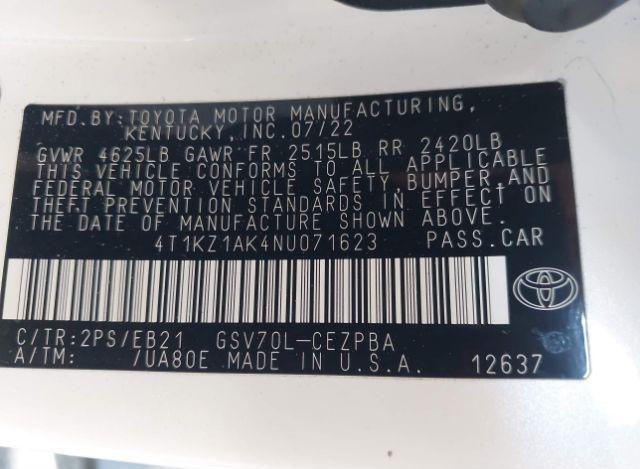 MFD.BY:TOYOTA MOTOR MANUFACTURING,
KENTUCKY,INC.07/22
GVWR 4625LB GAWR FR 2515LB RR 2420LB
THIS VEHICLE CONFORMS TO ALL APPLICABLE
FEDERAL MOTOR VEHICLE SAFETY,BUMPER,AND
THEFT PREVENTION STANDARDS IN EFFECT ON
THE DATE OF MANUFACTURE SHOWN ABOVE.
4T1KZ1AK4NU071623 PASS.CAR
C/TR:2PS/EB21 GSV70L-CEZPBA
A/TM: /UA80E MADE IN U.S.A. 12637